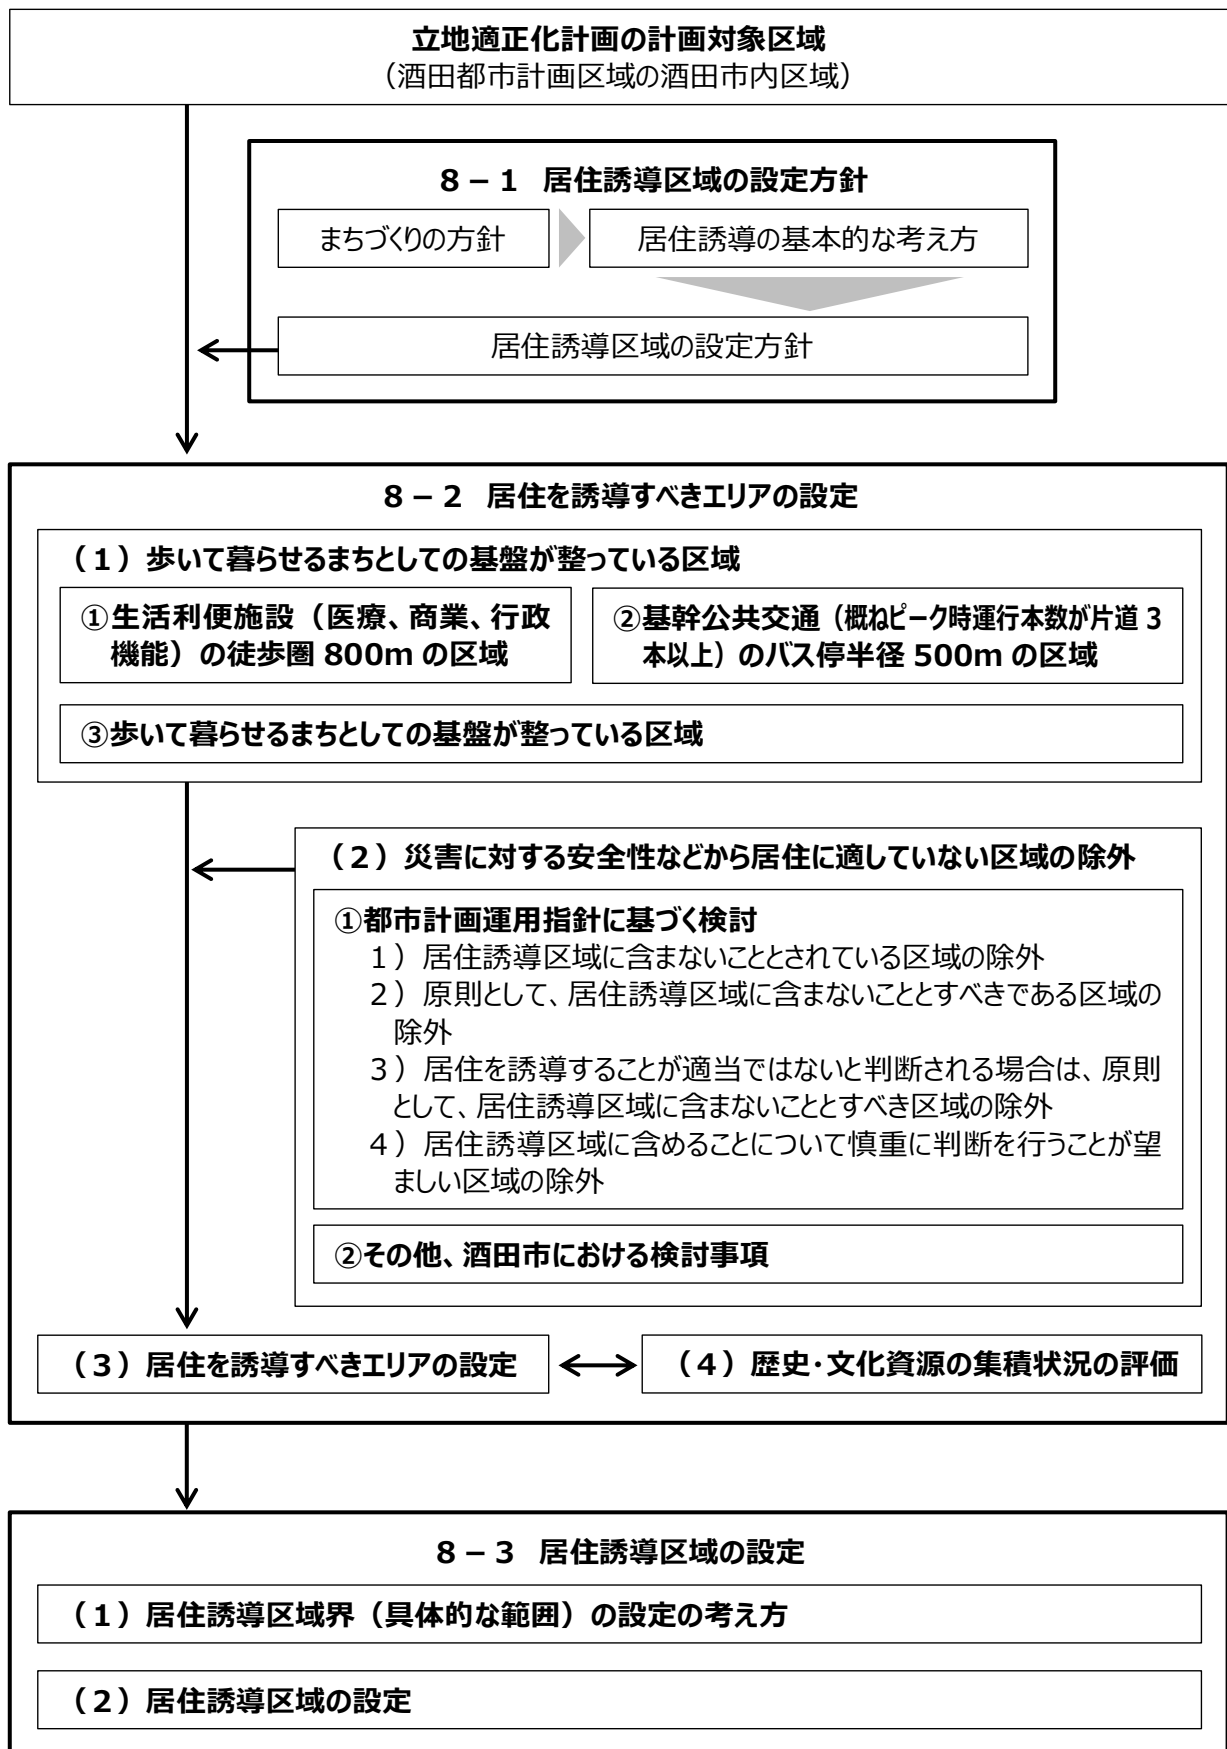 立地適正化計画の計画対象区域
（酒田都市計画区域の酒田市内区域）
８－１ 居住誘導区域の設定方針
まちづくりの方針
居住誘導の基本的な考え方
居住誘導区域の設定方針
８－２ 居住を誘導すべきエリアの設定
（１）歩いて暮らせるまちとしての基盤が整っている区域
①生活利便施設（医療、商業、行政
機能）の徒歩圏 800m の区域
②基幹公共交通（概ねピーク時運行本数が片道 3
本以上）のバス停半径 500m の区域
③歩いて暮らせるまちとしての基盤が整っている区域
（２）災害に対する安全性などから居住に適していない区域の除外
①都市計画運用指針に基づく検討
１）居住誘導区域に含まないこととされている区域の除外
２）原則として、居住誘導区域に含まないこととすべきである区域の
除外
３）居住を誘導することが適当ではないと判断される場合は、原則
として、居住誘導区域に含まないこととすべき区域の除外
４）居住誘導区域に含めることについて慎重に判断を行うことが望
ましい区域の除外
②その他、酒田市における検討事項
（３）居住を誘導すべきエリアの設定
（４）歴史・文化資源の集積状況の評価
８－３ 居住誘導区域の設定
（１）居住誘導区域界（具体的な範囲）の設定の考え方
（２）居住誘導区域の設定